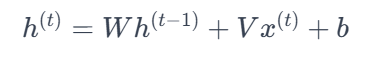 h^{(t)} = Wh^{(t-1)} + Vx^{(t)} + b